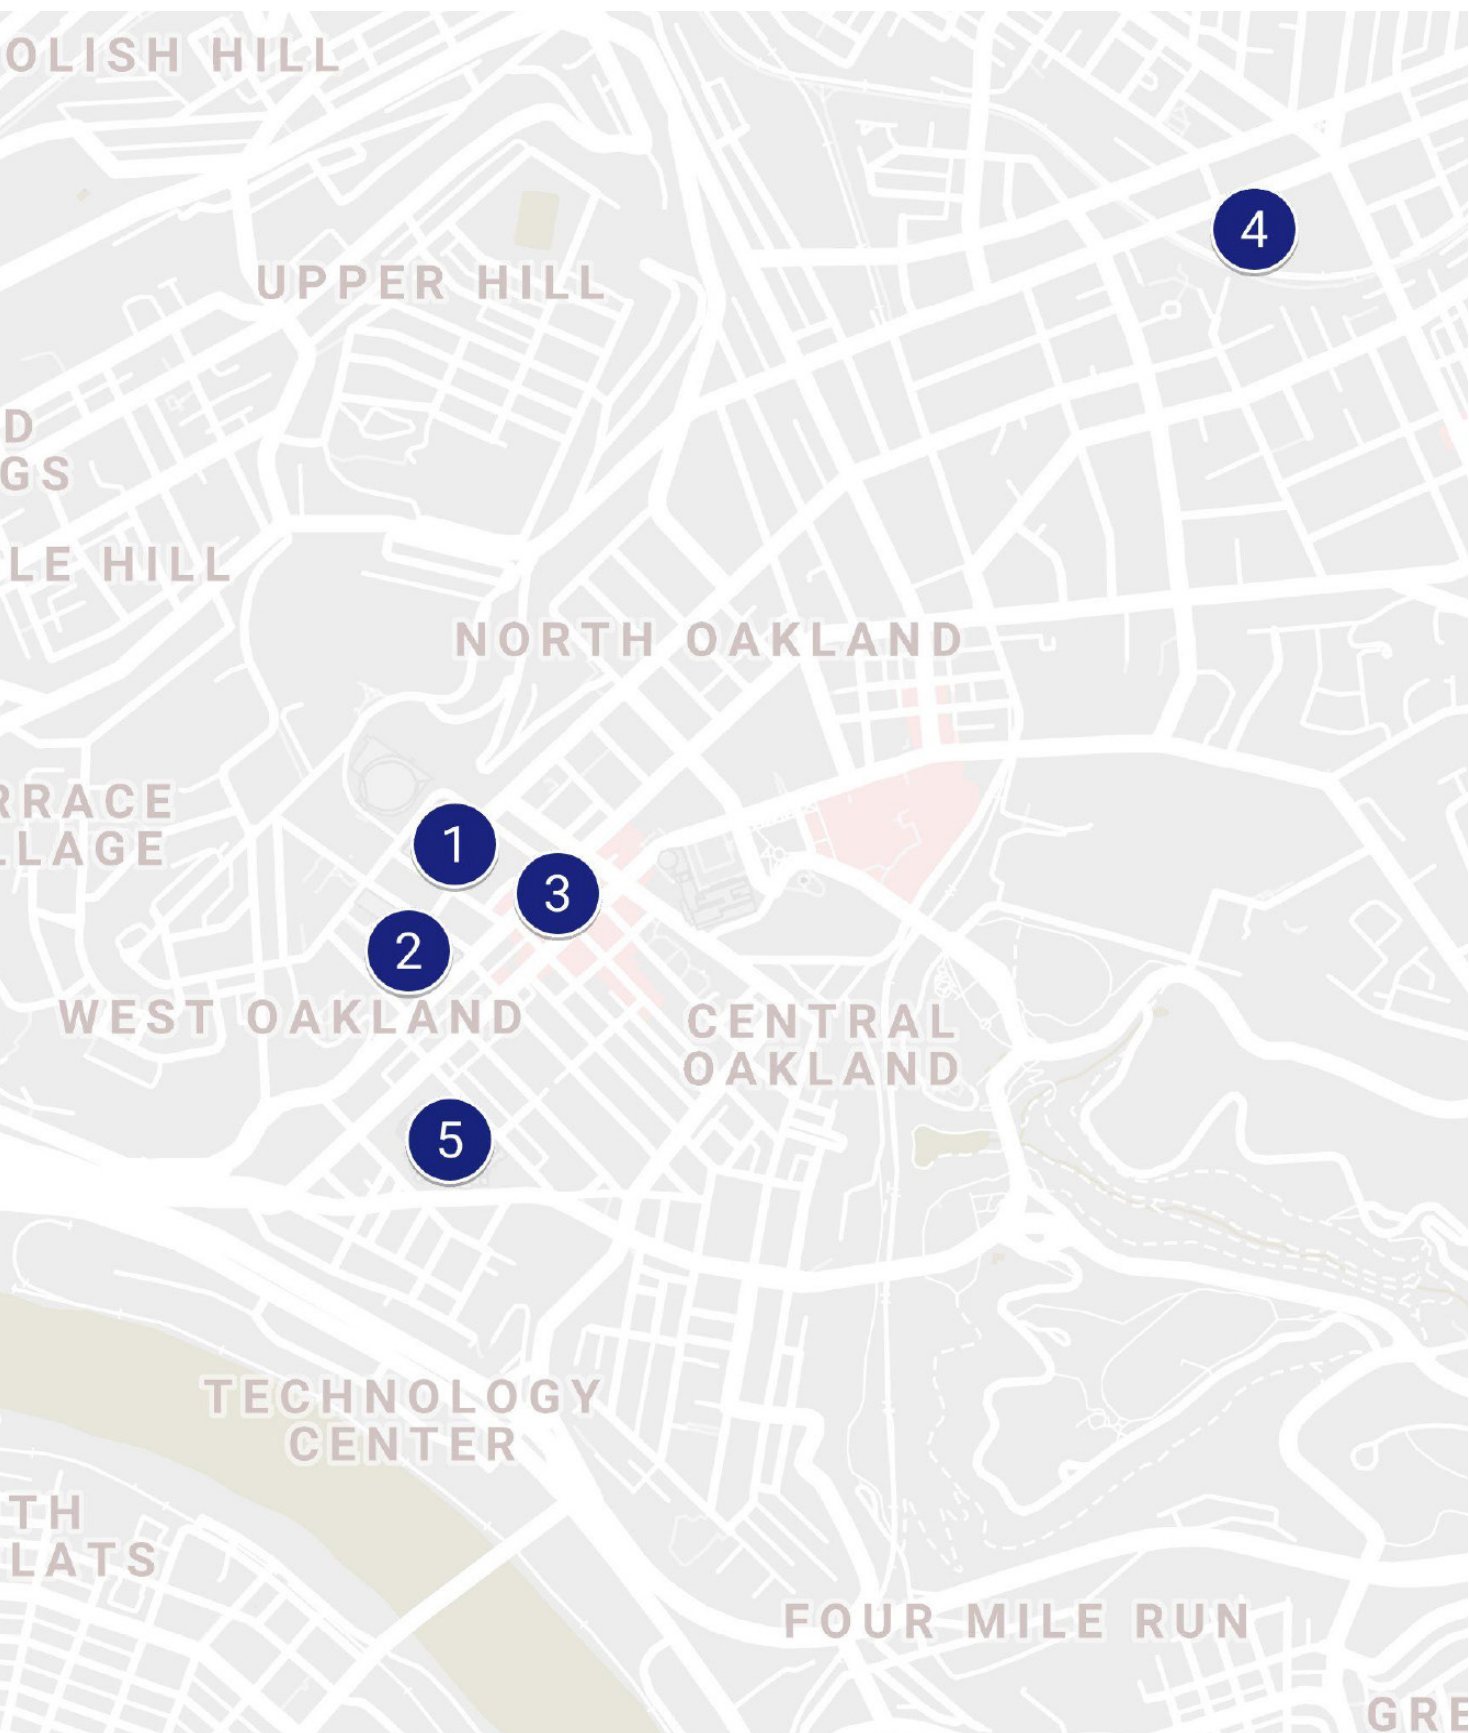 OLISH HILL
4
UPPER HILL
D
GS
LE HILL
NORTH OAKLAND
RRACE
LLAGE
1
3
2
WEST OAKLAND
CENTRAL
OAKLAND
5
TECHNOLOGY
CENTER
TH
LATS
FOUR MILE RUN
GRE